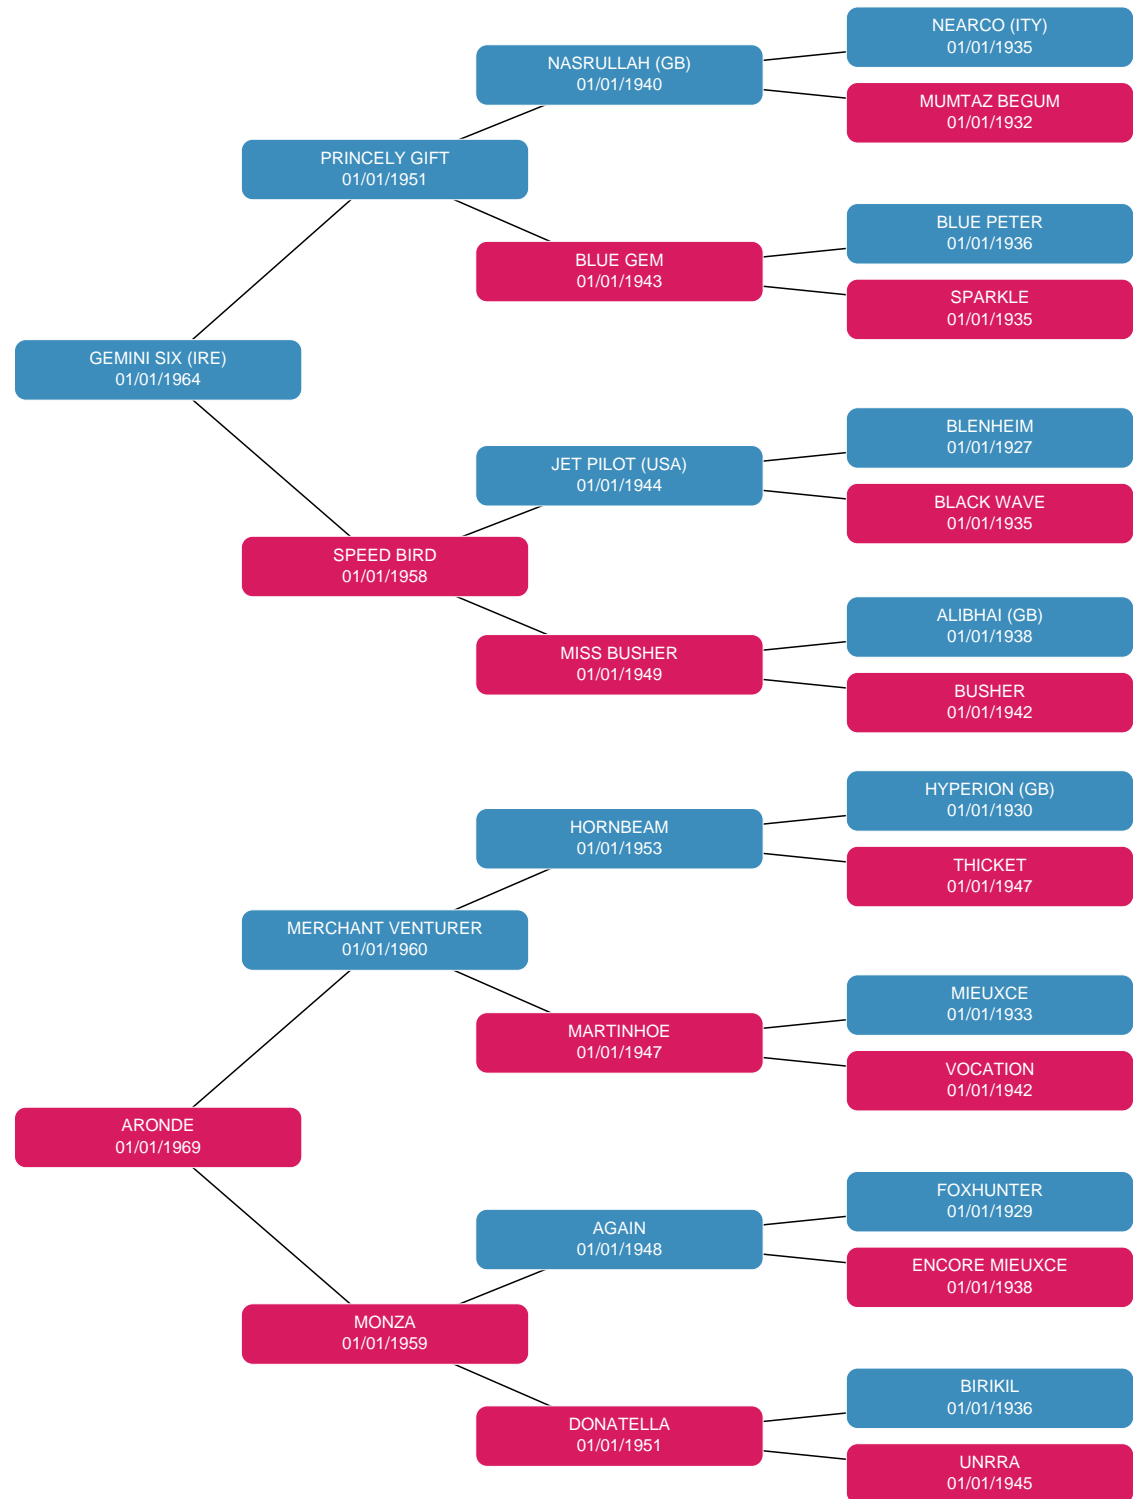 NEARCO (ITY)
01/01/1935
NASRULLAH (GB)
01/01/1940
MUMTAZ BEGUM
01/01/1932
PRINCELY GIFT
01/01/1951
BLUE PETER
01/01/1936
BLUE GEM
01/01/1943
SPARKLE
01/01/1935
GEMINI SIX (IRE)
01/01/1964
BLENHEIM
01/01/1927
JET PILOT (USA)
01/01/1944
BLACK WAVE
01/01/1935
SPEED BIRD
01/01/1958
ALIBHAI (GB)
01/01/1938
MISS BUSHER
01/01/1949
BUSHER
01/01/1942
HYPERION (GB)
01/01/1930
HORNBEAM
01/01/1953
THICKET
01/01/1947
MERCHANT VENTURER
01/01/1960
MIEUXCE
01/01/1933
MARTINHOE
01/01/1947
VOCATION
01/01/1942
ARONDE
01/01/1969
FOXHUNTER
01/01/1929
AGAIN
01/01/1948
ENCORE MIEUXCE
01/01/1938
MONZA
01/01/1959
BIRIKIL
01/01/1936
DONATELLA
01/01/1951
UNRRA
01/01/1945